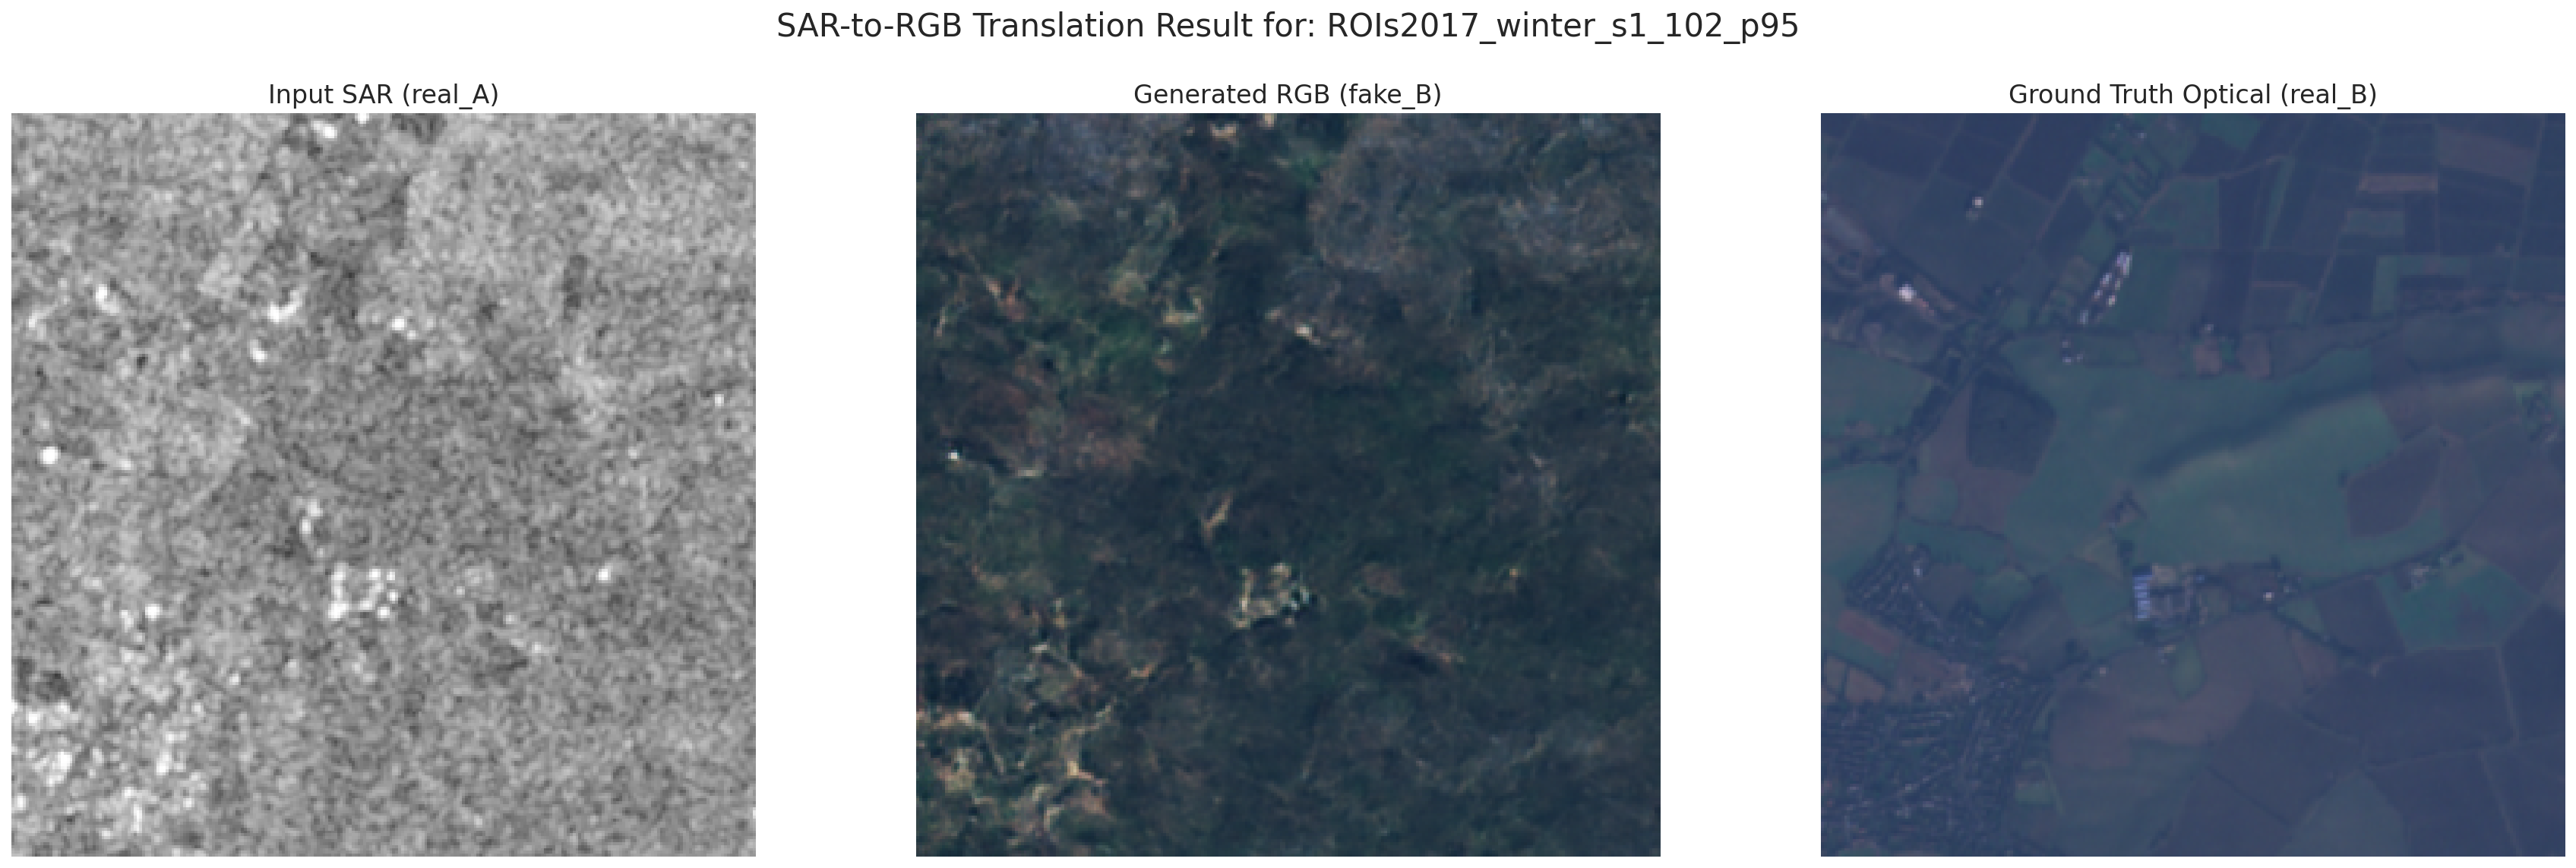 SAR-to-RGB Translation Result for: ROIs2017_winter_s1_102_p95
Input SAR (real_A)
Generated RGB (fake_B)
Ground Truth Optical (real_B)